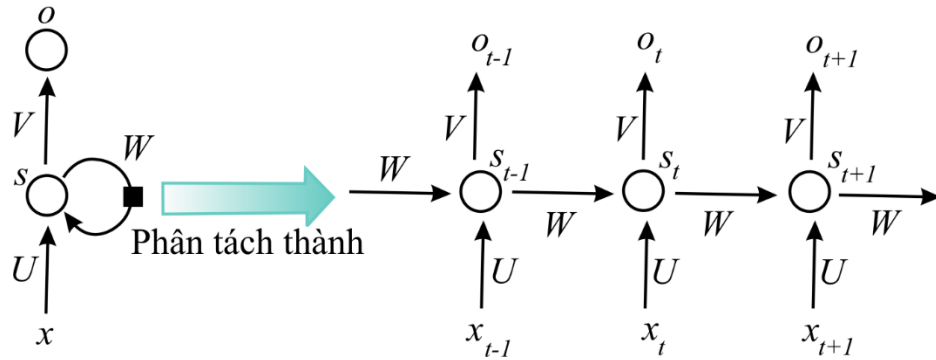 o
V
W
s
U
x
Phân tách thành
o_{t-1} o_t o_{t+1}
V V V
W s_{t-1} s_t s_{t+1}
W W W
U U U
x_{t-1} x_t x_{t+1}